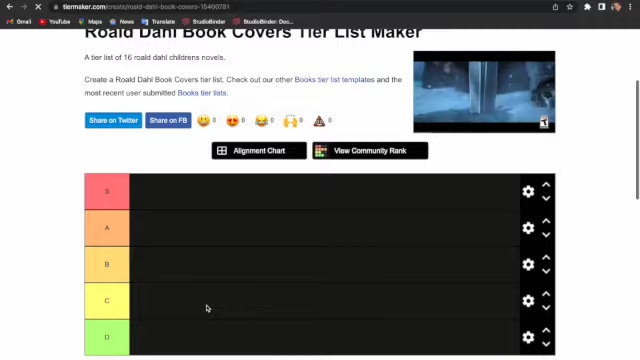 tiermaker.com/create/roald-dahl-book-covers-15400781
Gmail YouTube Maps News Translate StudioBinder StudioBinder: Doc...
Roald Dahl Book Covers Tier List Maker
A tier list of 16 roald dahl childrens novels.
Create a Roald Dahl Book Covers tier list. Check out our other Books tier list templates and the
most recent user submitted Books tier lists.
Share on Twitter Share on FB 0 0 0 0 0
Alignment Chart View Community Rank
S
A
B
C
D